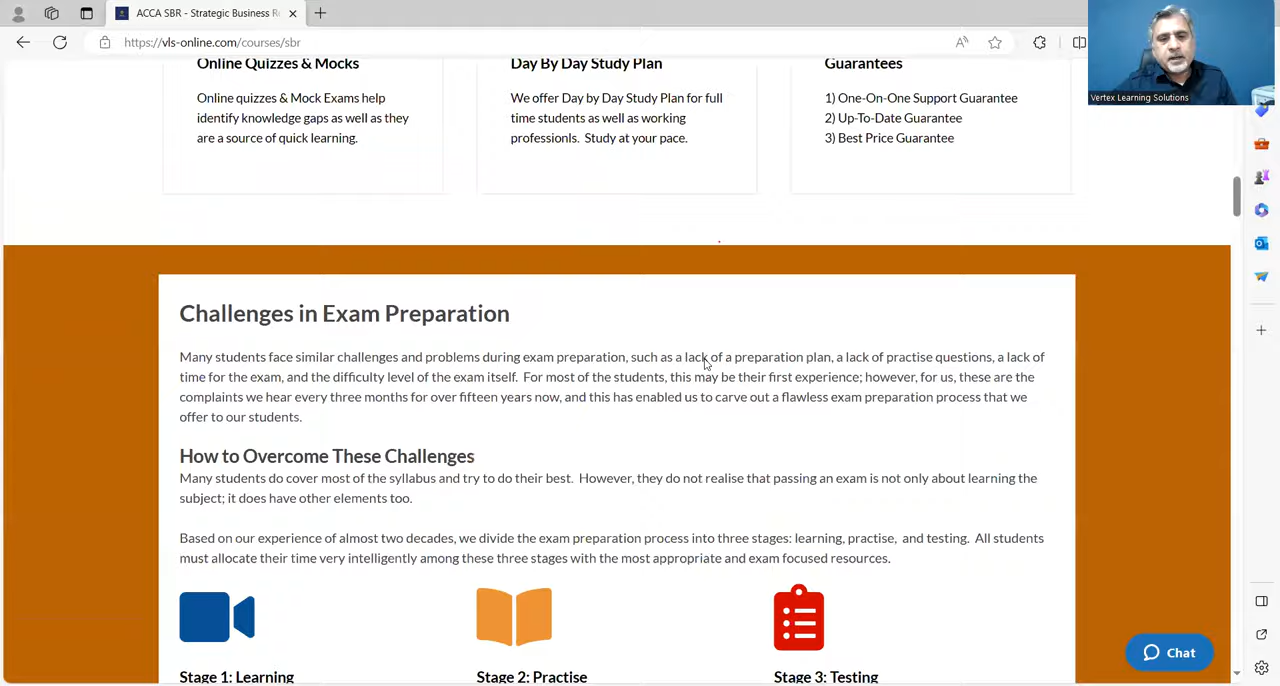 ACCA SBR - Strategic Business R
https://vls-online.com/courses/sbr
Vertex Learning Solutions
Online Quizzes & Mocks
Online quizzes & Mock Exams help
identify knowledge gaps as well as they
are a source of quick learning.
Day By Day Study Plan
We offer Day by Day Study Plan for full
time students as well as working
professionls. Study at your pace.
Guarantees
1) One-On-One Support Guarantee
2) Up-To-Date Guarantee
3) Best Price Guarantee
Challenges in Exam Preparation
Many students face similar challenges and problems during exam preparation, such as a lack of a preparation plan, a lack of practise questions, a lack of
time for the exam, and the difficulty level of the exam itself. For most of the students, this may be their first experience; however, for us, these are the
complaints we hear every three months for over fifteen years now, and this has enabled us to carve out a flawless exam preparation process that we
offer to our students.
How to Overcome These Challenges
Many students do cover most of the syllabus and try to do their best. However, they do not realise that passing an exam is not only about learning the
subject; it does have other elements too.
Based on our experience of almost two decades, we divide the exam preparation process into three stages: learning, practise, and testing. All students
must allocate their time very intelligently among these three stages with the most appropriate and exam focused resources.
Stage 1: Learning
Stage 2: Practise
Stage 3: Testing
Chat